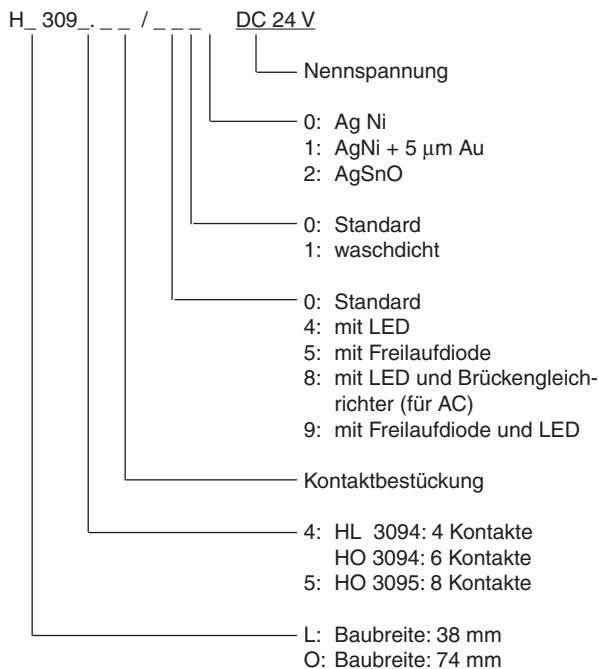 H_ 309_. _ _ / _ _ _ DC 24 V
Nennspannung
0: Ag Ni
1: AgNi + 5 µm Au
2: AgSnO
0: Standard
1: waschdicht
0: Standard
4: mit LED
5: mit Freilaufdiode
8: mit LED und Brückengleich-
richter (für AC)
9: mit Freilaufdiode und LED
Kontaktbestückung
4: HL 3094: 4 Kontakte
HO 3094: 6 Kontakte
5: HO 3095: 8 Kontakte
L: Baubreite: 38 mm
O: Baubreite: 74 mm